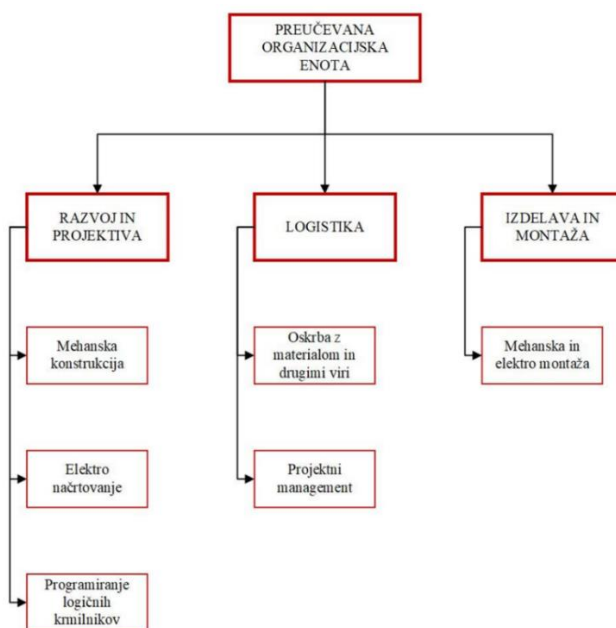 PREUČEVANA
ORGANIZACIJSKA
ENOTA
RAZVOJ IN
PROJEKTIVA
LOGISTIKA
IZDELAVA IN
MONTAŽA
Mehanska
konstrukcija
Oskrba z
materialom in
drugimi viri
Mehanska in
elektro montaža
Elektro
načrtovanje
Projektni
management
Programiranje
logičnih
krmilnikov